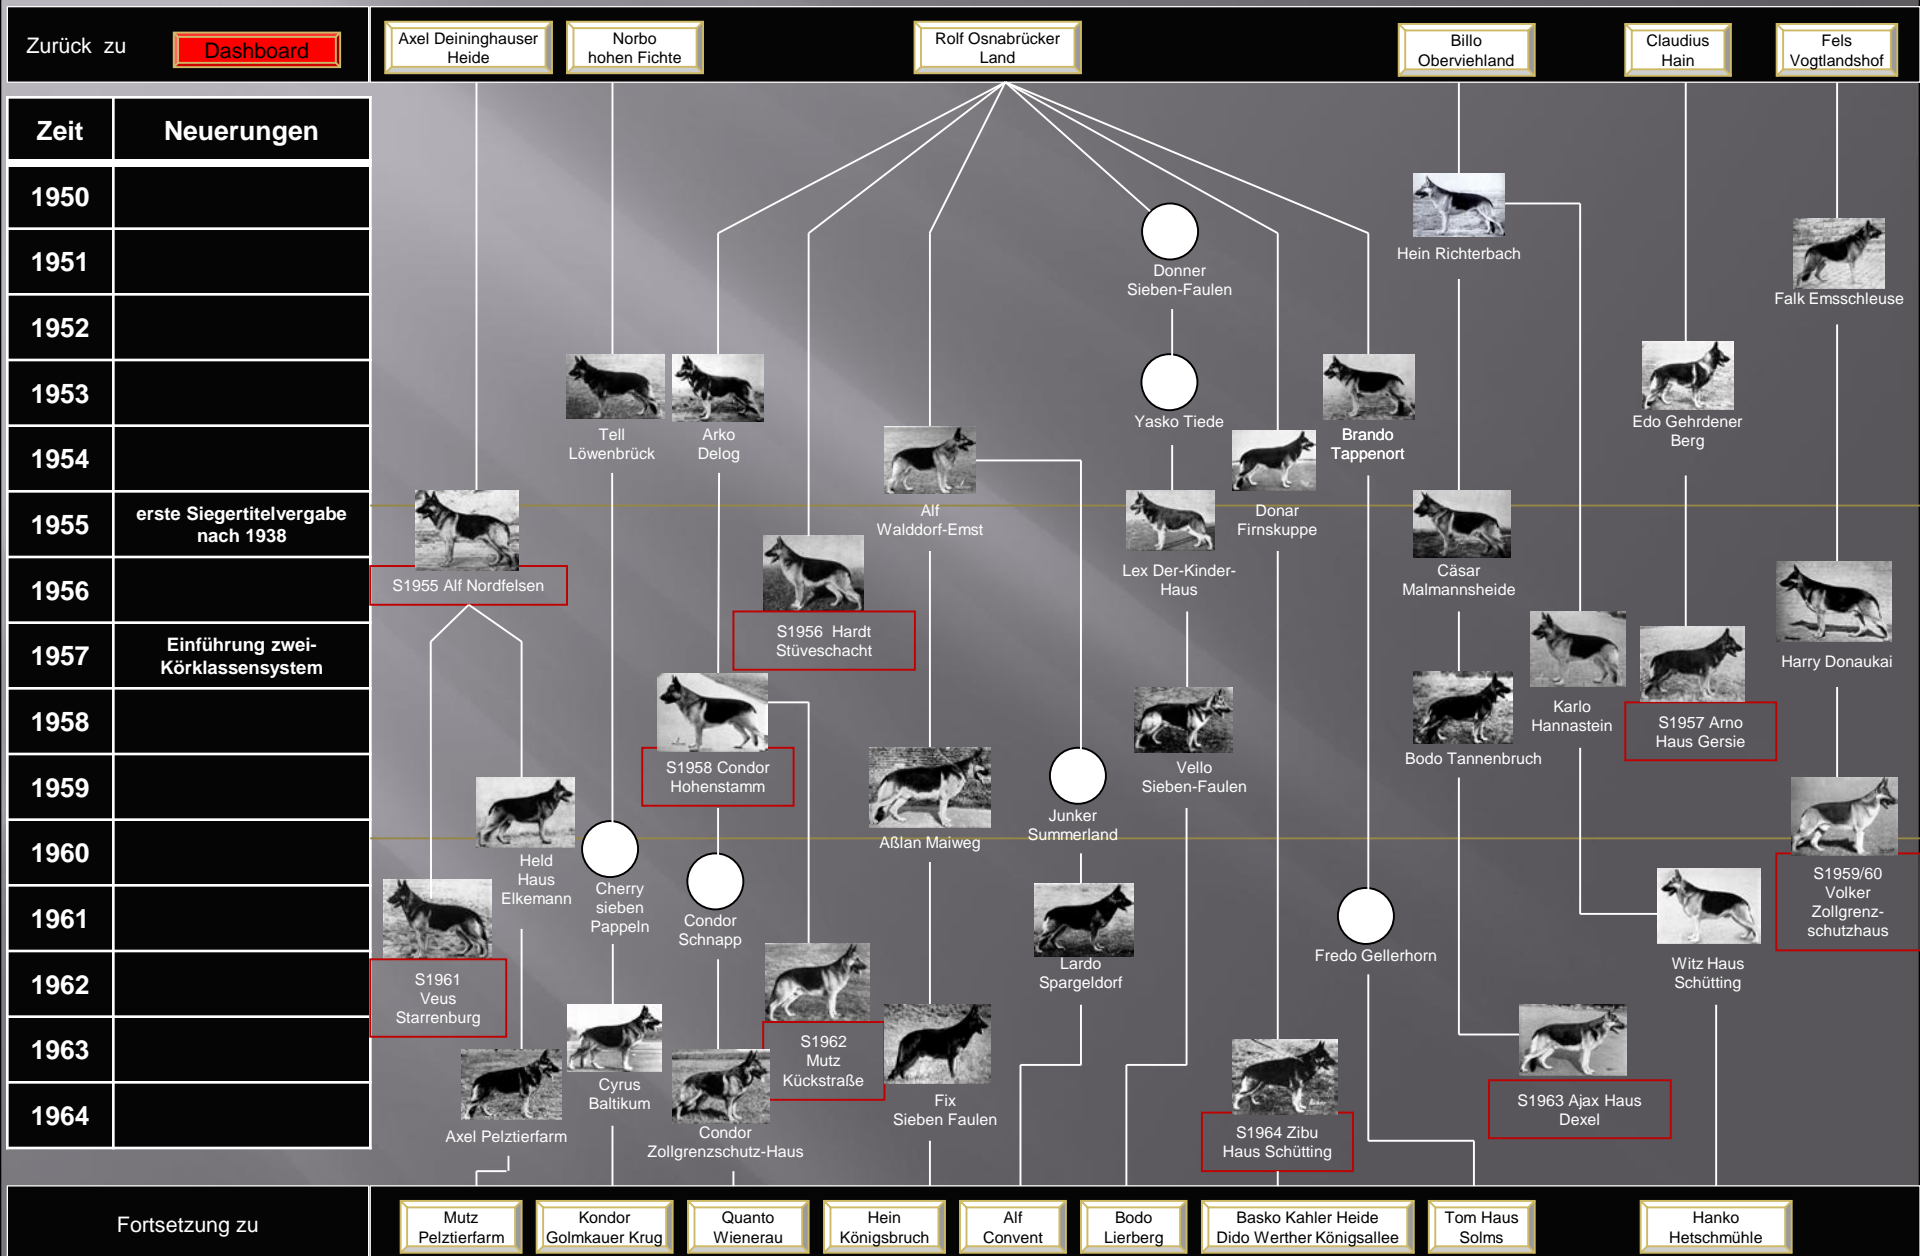 Zurück zu
Dashboard
Axel Deininghauser
Heide
Norbo
hohen Fichte
Rolf Osnabrücker
Land
Billo
Oberviehland
Claudius
Hain
Fels
Vogtlandshof
Zeit
Neuerungen
1950
1951
1952
1953
1954
1955
erste Siegertitelvergabe
nach 1938
1956
1957
Einführung zwei-
Körklassensystem
1958
1959
1960
1961
1962
1963
1964
Hein Richterbach
Donner
Sieben-Faulen
Falk Emsschleuse
Tell
Löwenbrück
Arko
Delog
Yasko Tiede
Brando
Tappenort
Edo Gehrdener
Berg
Alf
Walddorf-Emst
Donar
Firnskuppe
S1955 Alf Nordfelsen
Lex Der-Kinder-
Haus
Cäsar
Malmannsheide
S1956 Hardt
Stüveschacht
Harry Donaukai
Karlo
Hannastein
S1957 Arno
Haus Gersie
S1958 Condor
Hohenstamm
Vello
Sieben-Faulen
Bodo Tannenbruch
Junker
Summerland
Aßlan Maiweg
Held
Haus
Elkemann
Cherry
sieben
Pappeln
Condor
Schnapp
S1959/60
Volker
Zollgrenz-
schutzhaus
Fredo Gellerhorn
Lardo
Spargeldorf
Witz Haus
Schütting
S1961
Veus
Starrenburg
S1962
Mutz
Kückstraße
Cyrus
Baltikum
Fix
Sieben Faulen
S1963 Ajax Haus
Dexel
Axel Pelztierfarm
Condor
Zollgrenzschutz-Haus
S1964 Zibu
Haus Schütting
Fortsetzung zu
Mutz
Pelztierfarm
Kondor
Golmkauer Krug
Quanto
Wienerau
Hein
Königsbruch
Alf
Convent
Bodo
Lierberg
Basko Kahler Heide
Dido Werther Königsallee
Tom Haus
Solms
Hanko
Hetschmühle